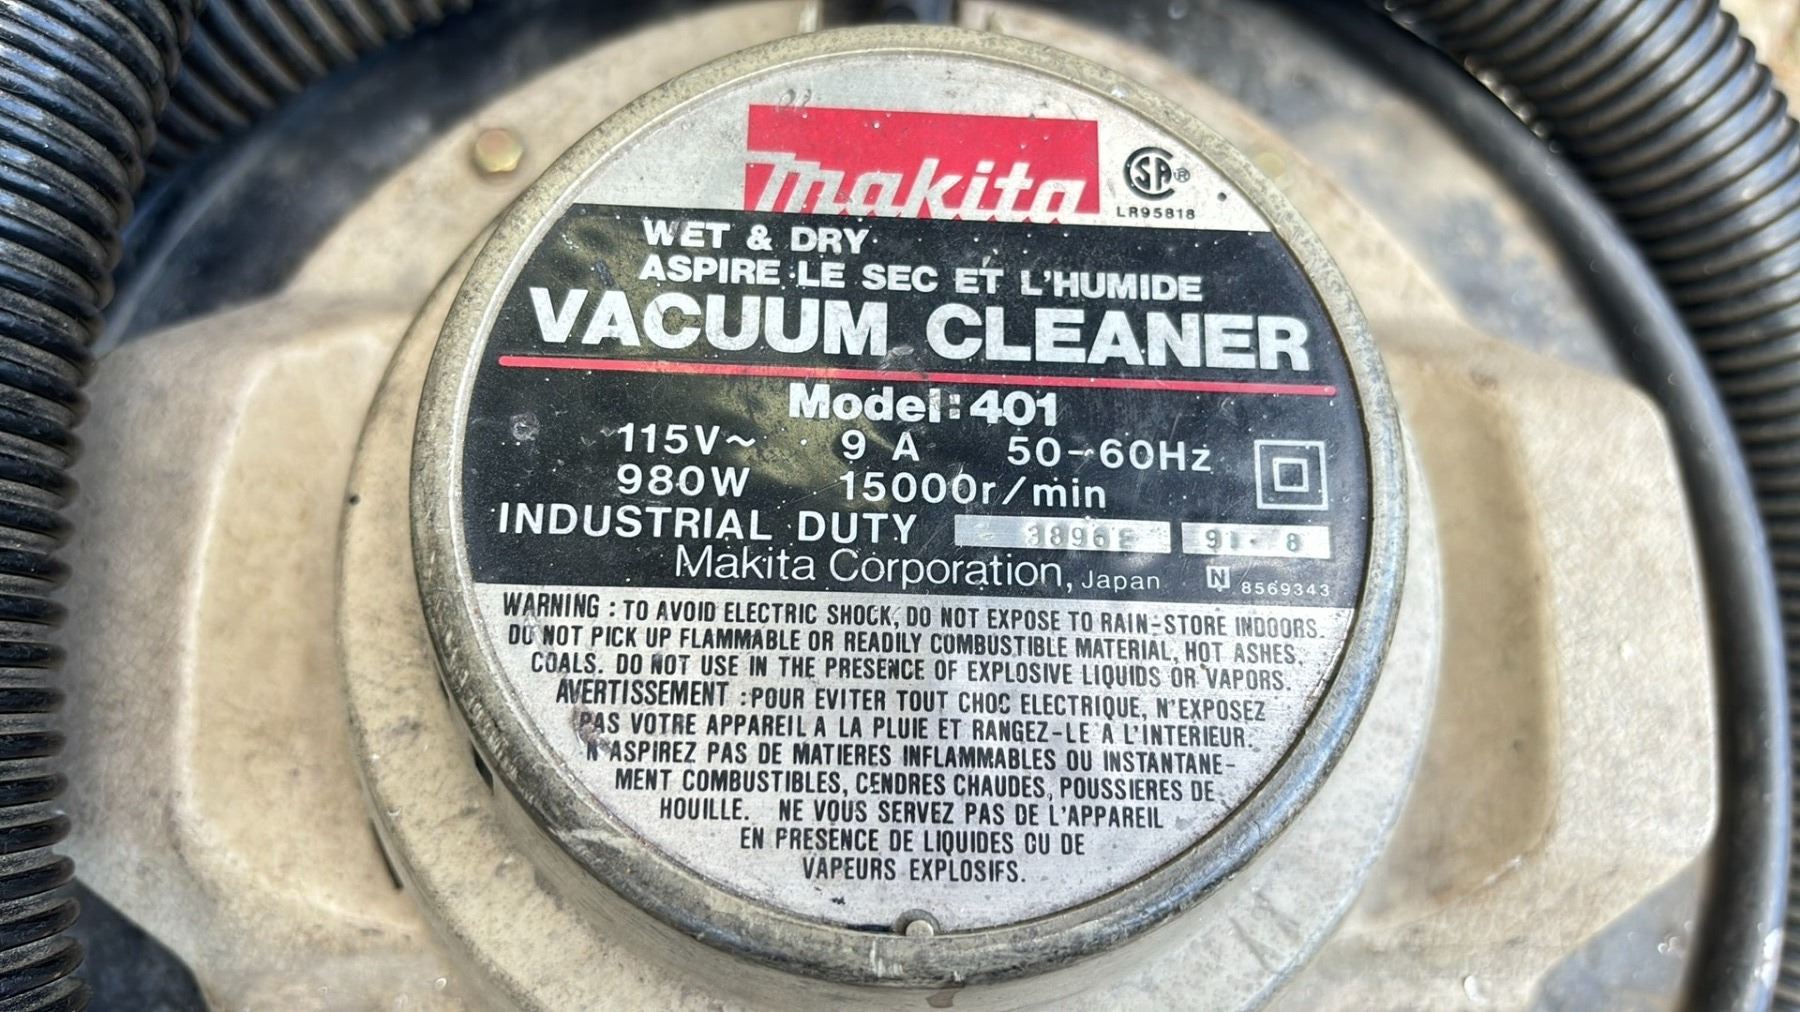 Makita
CSA®
LR95818
WET & DRY
ASPIRE LE SEC ET L'HUMIDE
VACUUM CLEANER
Model: 401
115V~ 9 A 50-60Hz
980W 15000r/min
INDUSTRIAL DUTY 91-8
Makita Corporation, Japan N 8569343
WARNING : TO AVOID ELECTRIC SHOCK, DO NOT EXPOSE TO RAIN-STORE INDOORS.
DO NOT PICK UP FLAMMABLE OR READILY COMBUSTIBLE MATERIAL, HOT ASHES,
COALS. DO NOT USE IN THE PRESENCE OF EXPLOSIVE LIQUIDS OR VAPORS.
AVERTISSEMENT : POUR EVITER TOUT CHOC ELECTRIQUE, N'EXPOSEZ
PAS VOTRE APPAREIL A LA PLUIE ET RANGEZ-LE A L'INTERIEUR.
N'ASPIREZ PAS DE MATIERES INFLAMMABLES OU INSTANTANE-
MENT COMBUSTIBLES, CENDRES CHAUDES, POUSSIERES DE
HOUILLE. NE VOUS SERVEZ PAS DE L'APPAREIL
EN PRESENCE DE LIQUIDES OU DE
VAPEURS EXPLOSIFS.